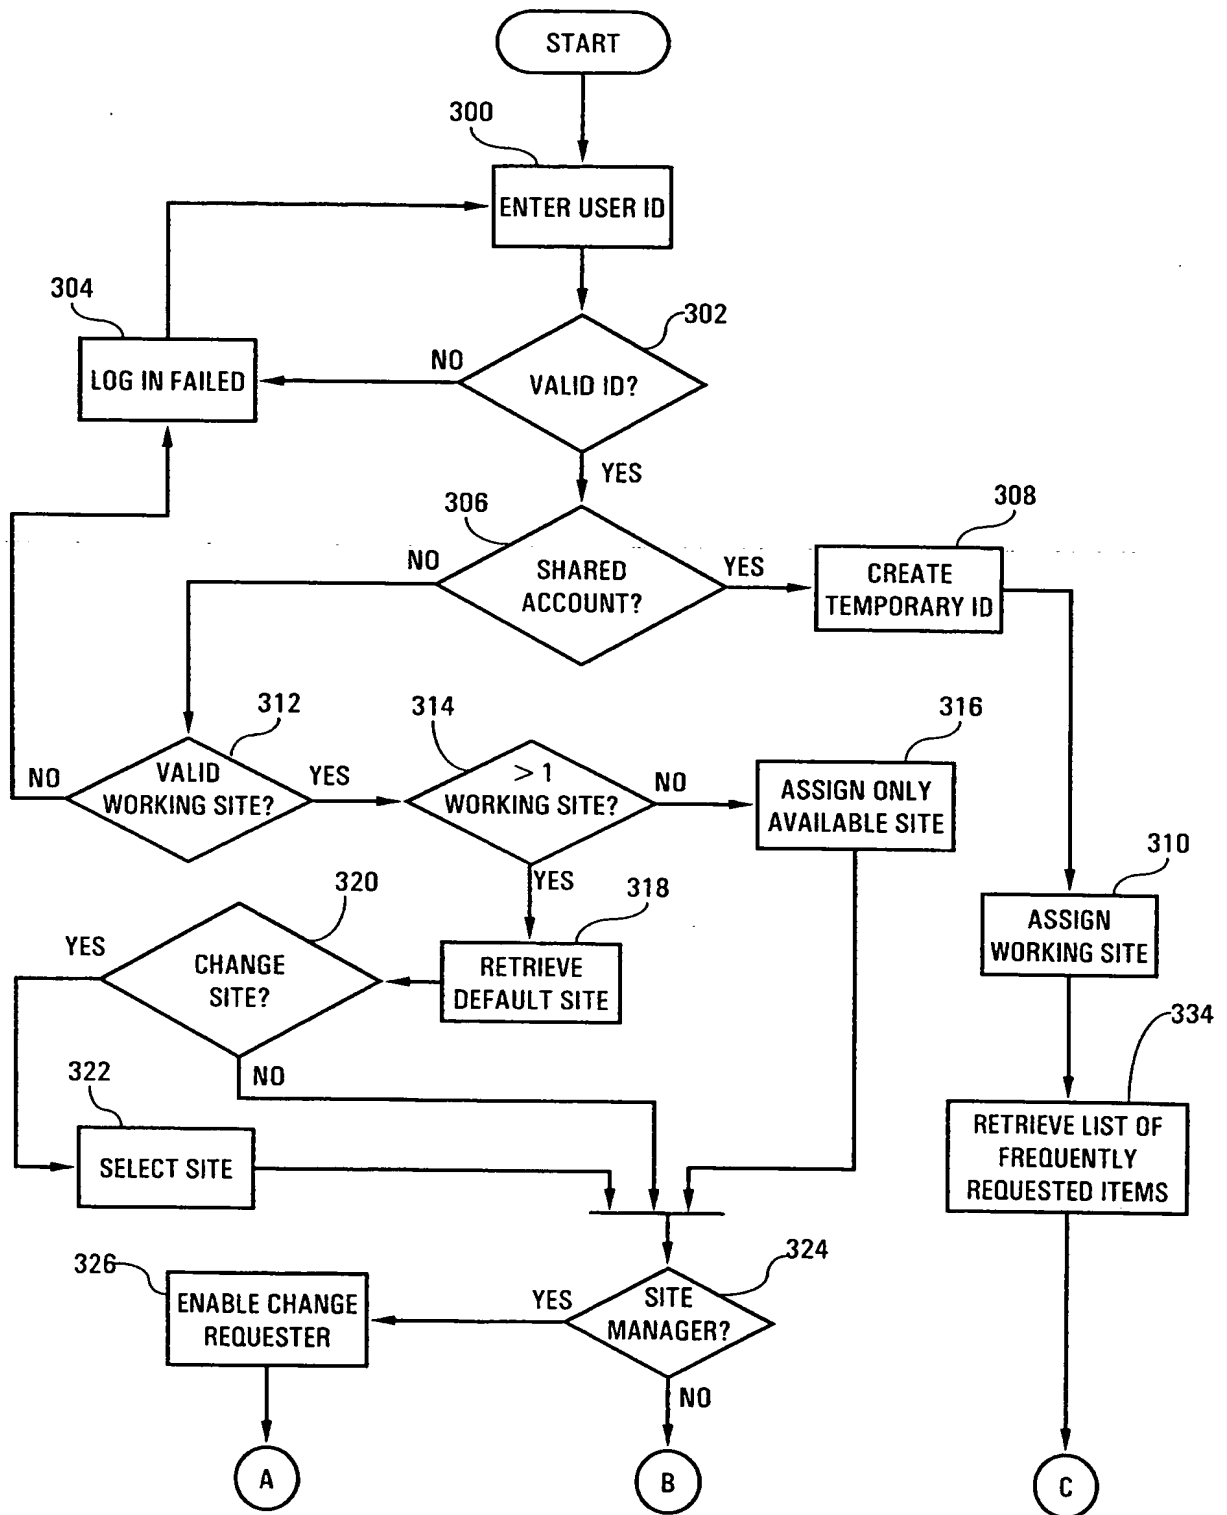 START
300
ENTER USER ID
304
302
LOG IN FAILED
NO
VALID ID?
YES
306
308
NO
SHARED
ACCOUNT?
YES
CREATE
TEMPORARY ID
312
314
316
NO
VALID
WORKING SITE?
YES
> 1
WORKING SITE?
NO
ASSIGN ONLY
AVAILABLE SITE
310
YES
320
318
ASSIGN
WORKING SITE
YES
CHANGE
SITE?
RETRIEVE
DEFAULT SITE
334
NO
322
RETRIEVE LIST OF
FREQUENTLY
REQUESTED ITEMS
SELECT SITE
326
324
ENABLE CHANGE
REQUESTER
YES
SITE
MANAGER?
NO
A
B
C